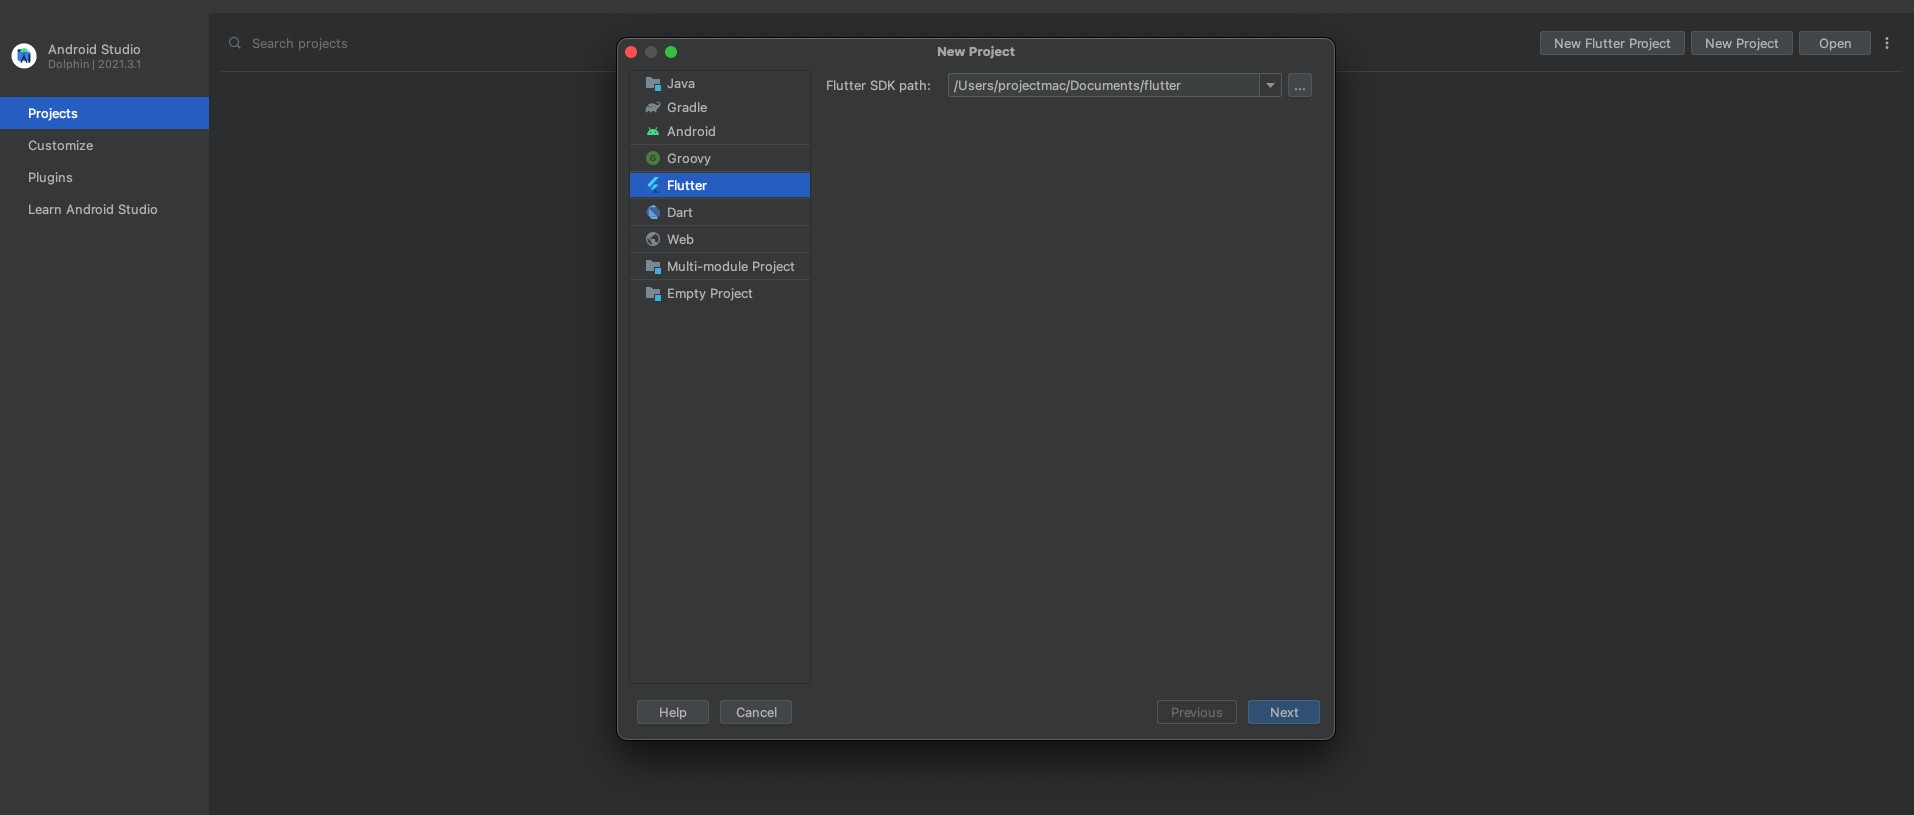 Android Studio
Dolphin | 2021.3.1
Projects
Customize
Plugins
Learn Android Studio
Search projects
New Flutter Project
New Project
Open
New Project
Java
Gradle
Android
Groovy
Flutter
Dart
Web
Multi-module Project
Empty Project
Flutter SDK path:
/Users/projectmac/Documents/flutter
...
Help
Cancel
Previous
Next